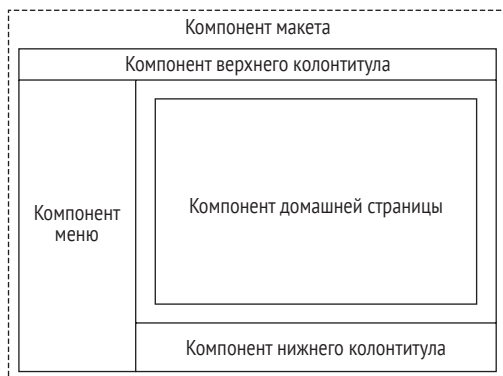 Компонент макета
Компонент верхнего колонтитула
Компонент
меню
Компонент домашней страницы
Компонент нижнего колонтитула